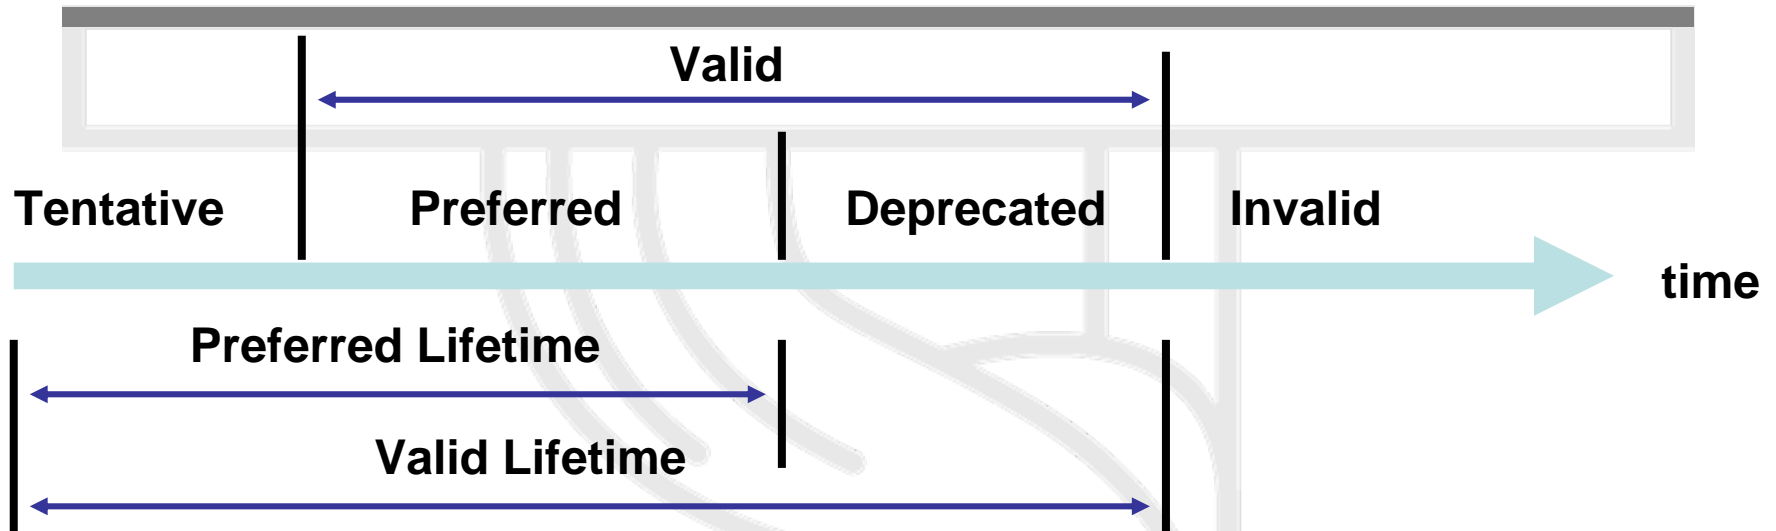 Valid
Tentative Preferred Deprecated Invalid
time
Preferred Lifetime
Valid Lifetime